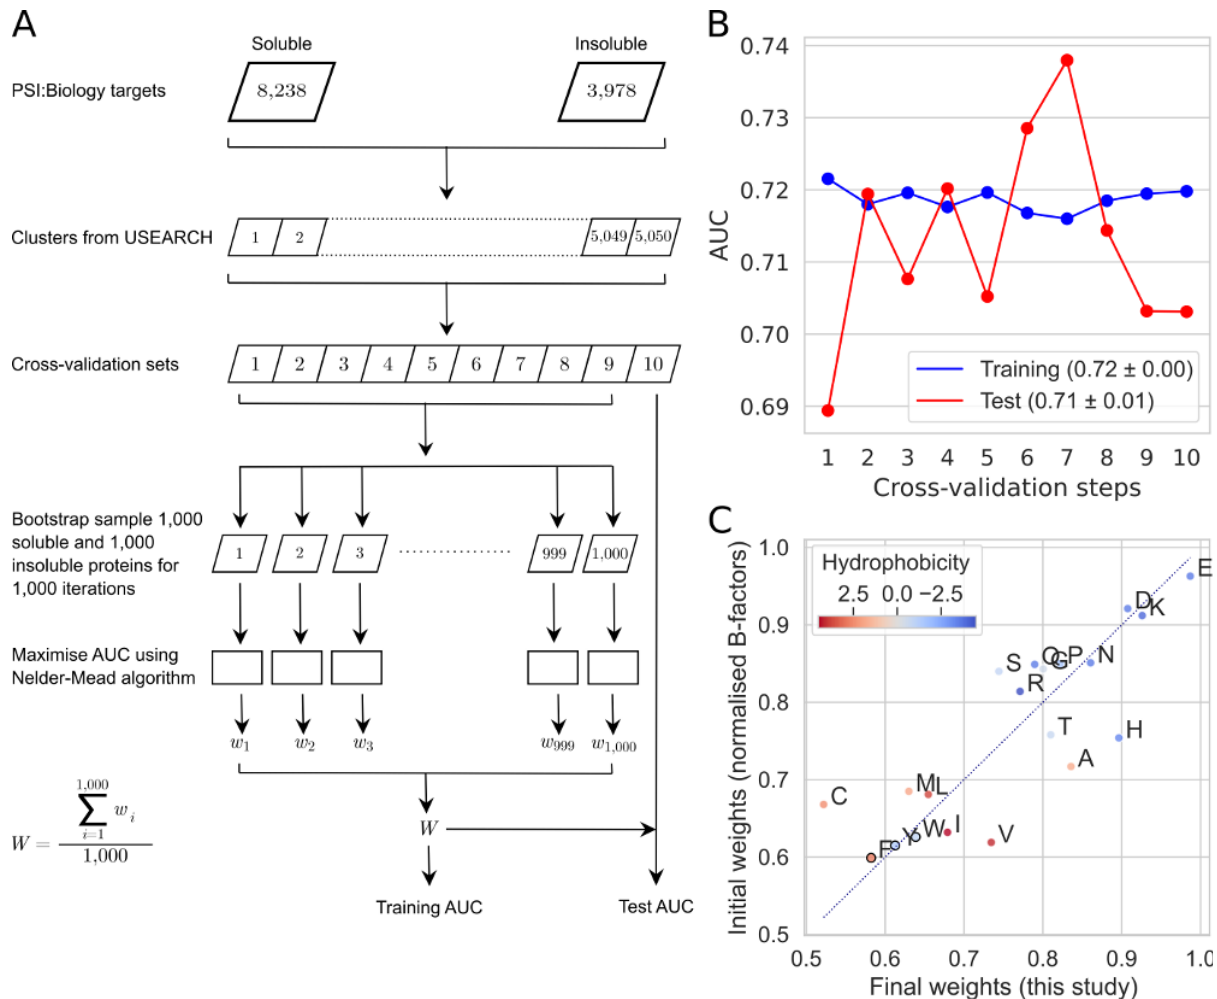 A
Soluble
Insoluble
PSI:Biology targets
8,238
3,978
Clusters from USEARCH
1
2
5,049
5,050
Cross-validation sets
1
2
3
4
5
6
7
8
9
10
Bootstrap sample 1,000
soluble and 1,000
insoluble proteins for
1,000 iterations
1
2
3
999
1,000
Maximise AUC using
Nelder-Mead algorithm
w1
w2
w3
w999
w1,000
W = ∑ i=1 1,000 wi / 1,000
W
Training AUC
Test AUC
B
0.74
0.73
0.72
0.71
0.70
0.69
AUC
Training (0.72 ± 0.00)
Test (0.71 ± 0.01)
1 2 3 4 5 6 7 8 9 10
Cross-validation steps
C
Initial weights (normalised B-factors)
1.0
0.9
0.8
0.7
0.6
0.5
Hydrophobicity
2.5 0.0 −2.5
E
D
K
S
Q
G
P
N
R
T
H
A
C
M
L
F
Y
W
I
V
0.5 0.6 0.7 0.8 0.9 1.0
Final weights (this study)